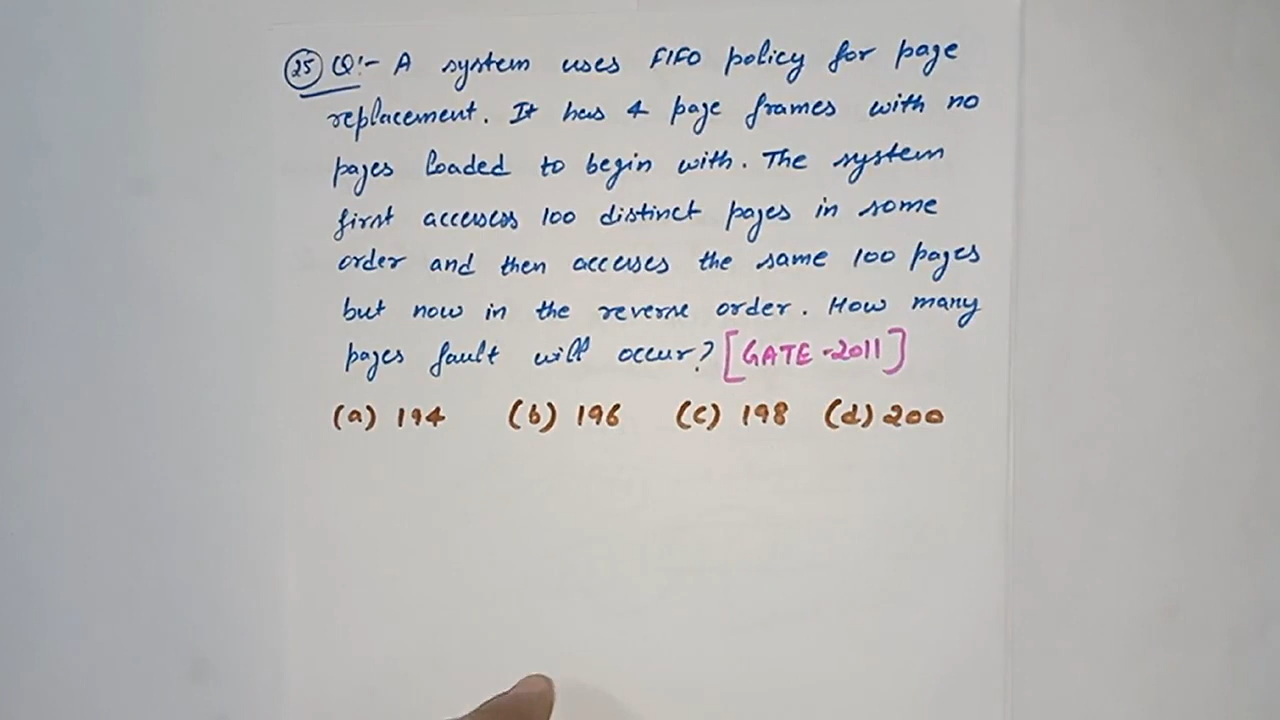 25 Q:- A system uses FIFO policy for page
replacement. It has 4 page frames with no
pages loaded to begin with. The system
first accesses 100 distinct pages in some
order and then accesses the same 100 pages
but now in the reverse order. How many
pages fault will occur? [GATE-2011]
(a) 194 (b) 196 (c) 198 (d) 200